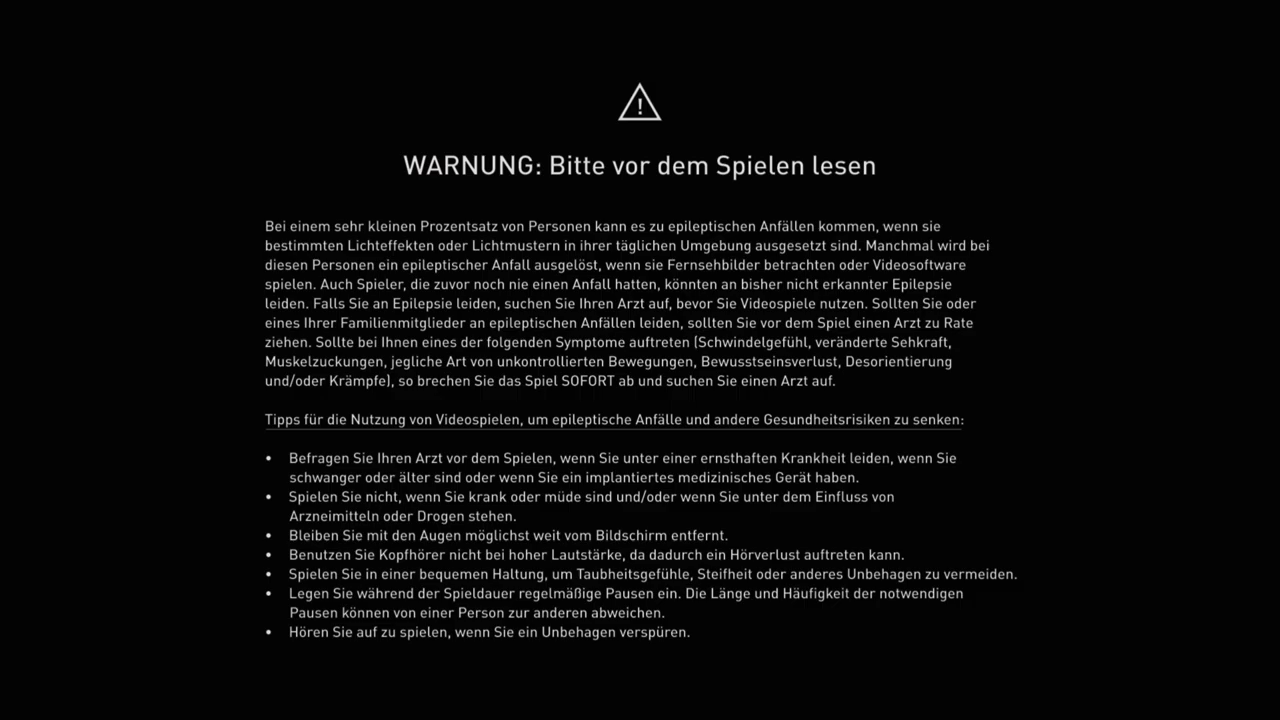 WARNUNG: Bitte vor dem Spielen lesen
Bei einem sehr kleinen Prozentsatz von Personen kann es zu epileptischen Anfällen kommen, wenn sie
bestimmten Lichteffekten oder Lichtmustern in ihrer täglichen Umgebung ausgesetzt sind. Manchmal wird bei
diesen Personen ein epileptischer Anfall ausgelöst, wenn sie Fernsehbilder betrachten oder Videosoftware
spielen. Auch Spieler, die zuvor noch nie einen Anfall hatten, könnten an bisher nicht erkannter Epilepsie
leiden. Falls Sie an Epilepsie leiden, suchen Sie Ihren Arzt auf, bevor Sie Videospiele nutzen. Sollten Sie oder
eines Ihrer Familienmitglieder an epileptischen Anfällen leiden, sollten Sie vor dem Spiel einen Arzt zu Rate
ziehen. Sollte bei Ihnen eines der folgenden Symptome auftreten (Schwindelgefühl, veränderte Sehkraft,
Muskelzuckungen, jegliche Art von unkontrollierten Bewegungen, Bewusstseinsverlust, Desorientierung
und/oder Krämpfe), so brechen Sie das Spiel SOFORT ab und suchen Sie einen Arzt auf.
Tipps für die Nutzung von Videospielen, um epileptische Anfälle und andere Gesundheitsrisiken zu senken:
• Befragen Sie Ihren Arzt vor dem Spielen, wenn Sie unter einer ernsthaften Krankheit leiden, wenn Sie
schwanger oder älter sind oder wenn Sie ein implantiertes medizinisches Gerät haben.
• Spielen Sie nicht, wenn Sie krank oder müde sind und/oder wenn Sie unter dem Einfluss von
Arzneimitteln oder Drogen stehen.
• Bleiben Sie mit den Augen möglichst weit vom Bildschirm entfernt.
• Benutzen Sie Kopfhörer nicht bei hoher Lautstärke, da dadurch ein Hörverlust auftreten kann.
• Spielen Sie in einer bequemen Haltung, um Taubheitsgefühle, Steifheit oder anderes Unbehagen zu vermeiden.
• Legen Sie während der Spieldauer regelmäßige Pausen ein. Die Länge und Häufigkeit der notwendigen
Pausen können von einer Person zur anderen abweichen.
• Hören Sie auf zu spielen, wenn Sie ein Unbehagen verspüren.